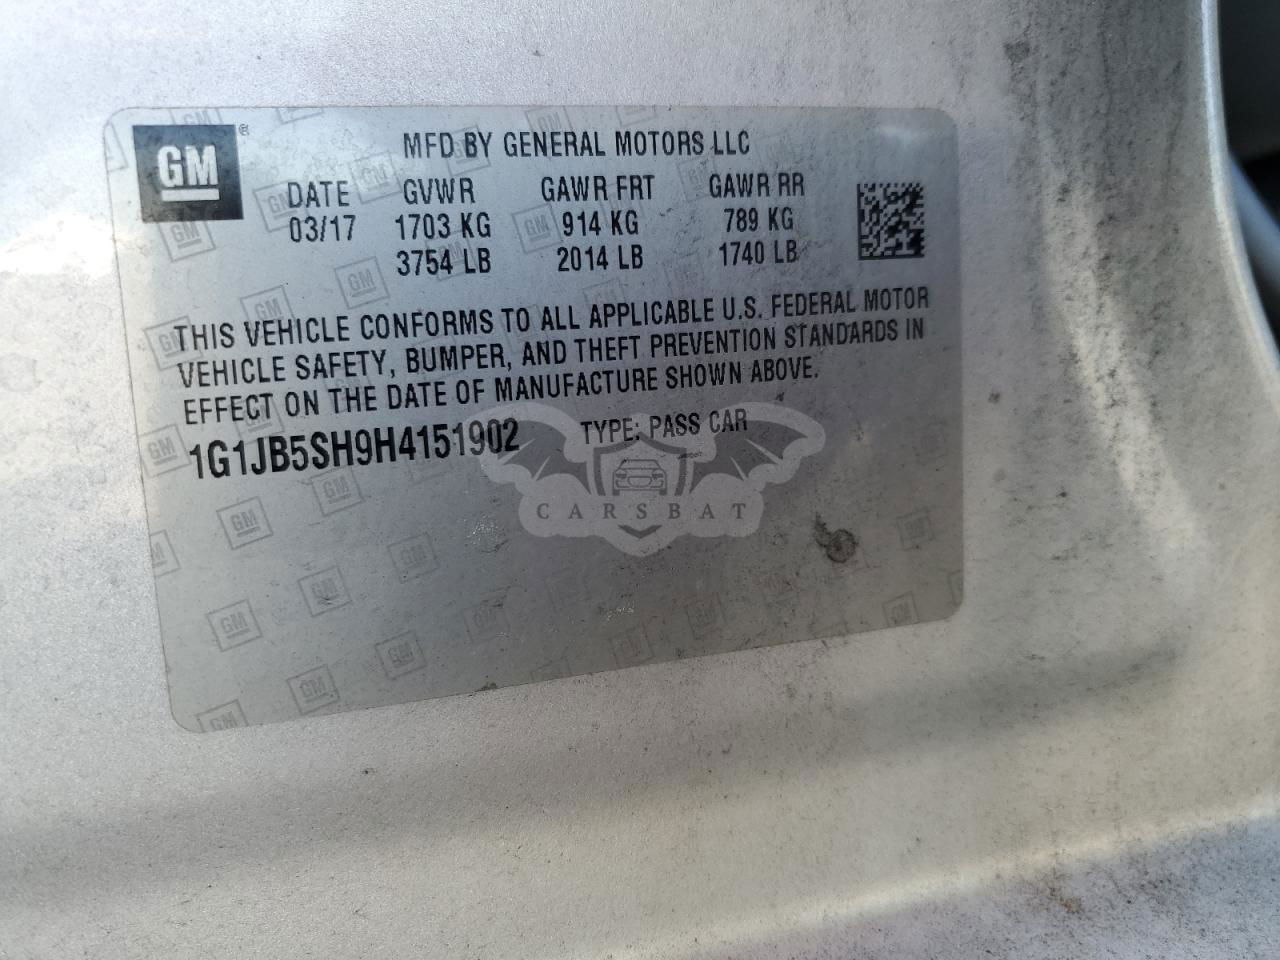 GM®
MFD BY GENERAL MOTORS LLC
DATE GVWR GAWR FRT GAWR RR
03/17 1703 KG 914 KG 789 KG
3754 LB 2014 LB 1740 LB
THIS VEHICLE CONFORMS TO ALL APPLICABLE U.S. FEDERAL MOTOR
VEHICLE SAFETY, BUMPER, AND THEFT PREVENTION STANDARDS IN
EFFECT ON THE DATE OF MANUFACTURE SHOWN ABOVE.
1G1JB5SH9H4151902 TYPE: PASS CAR
CARSBAT